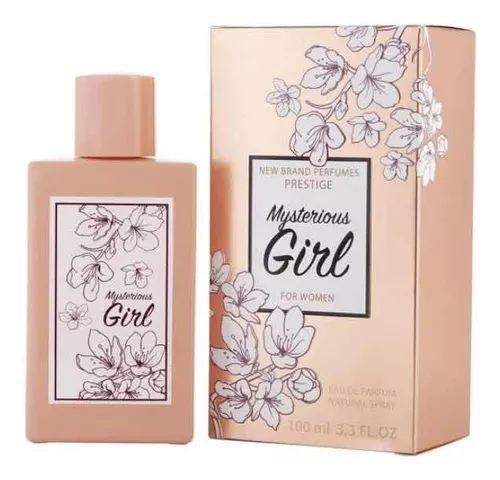 Mysterious
Girl
NEW BRAND PERFUMES
PRESTIGE
Mysterious
Girl
FOR WOMEN
EAU DE PARFUM
NATURAL SPRAY
100 ml 3,3 FL.OZ